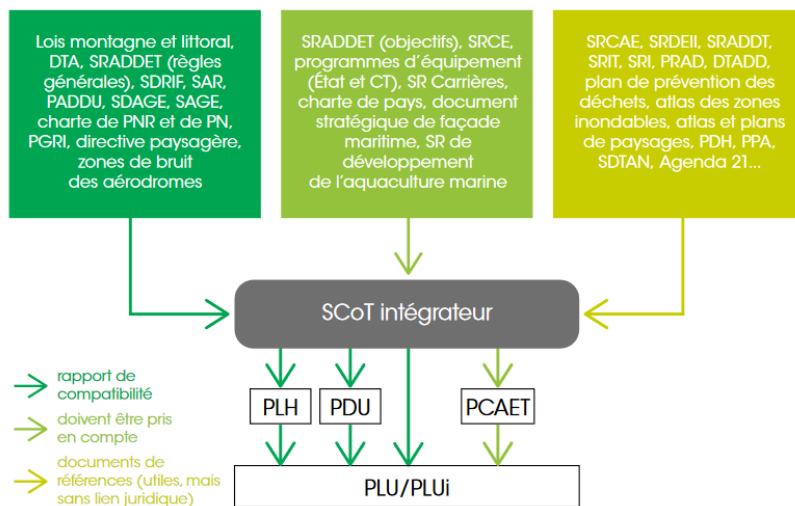 Lois montagne et littoral,
DTA, SRADDET (règles
générales), SDRIF, SAR,
PADDU, SDAGE, SAGE,
charte de PNR et de PN,
PGRI, directive paysagère,
zones de bruit
des aérodromes
SRADDET (objectifs), SRCE,
programmes d'équipement
(État et CT), SR Carrières,
charte de pays, document
stratégique de façade
maritime, SR de
développement
de l'aquaculture marine
SRCAE, SRDEII, SRADDT,
SRIT, SRI, PRAD, DTADD,
plan de prévention des
déchets, atlas des zones
inondables, atlas et plans
de paysages, PDH, PPA,
SDTAN, Agenda 21...
SCoT intégrateur
rapport de
compatibilité
doivent être pris
en compte
documents de
références (utiles, mais
sans lien juridique)
PLH
PDU
PCAET
PLU/PLUi